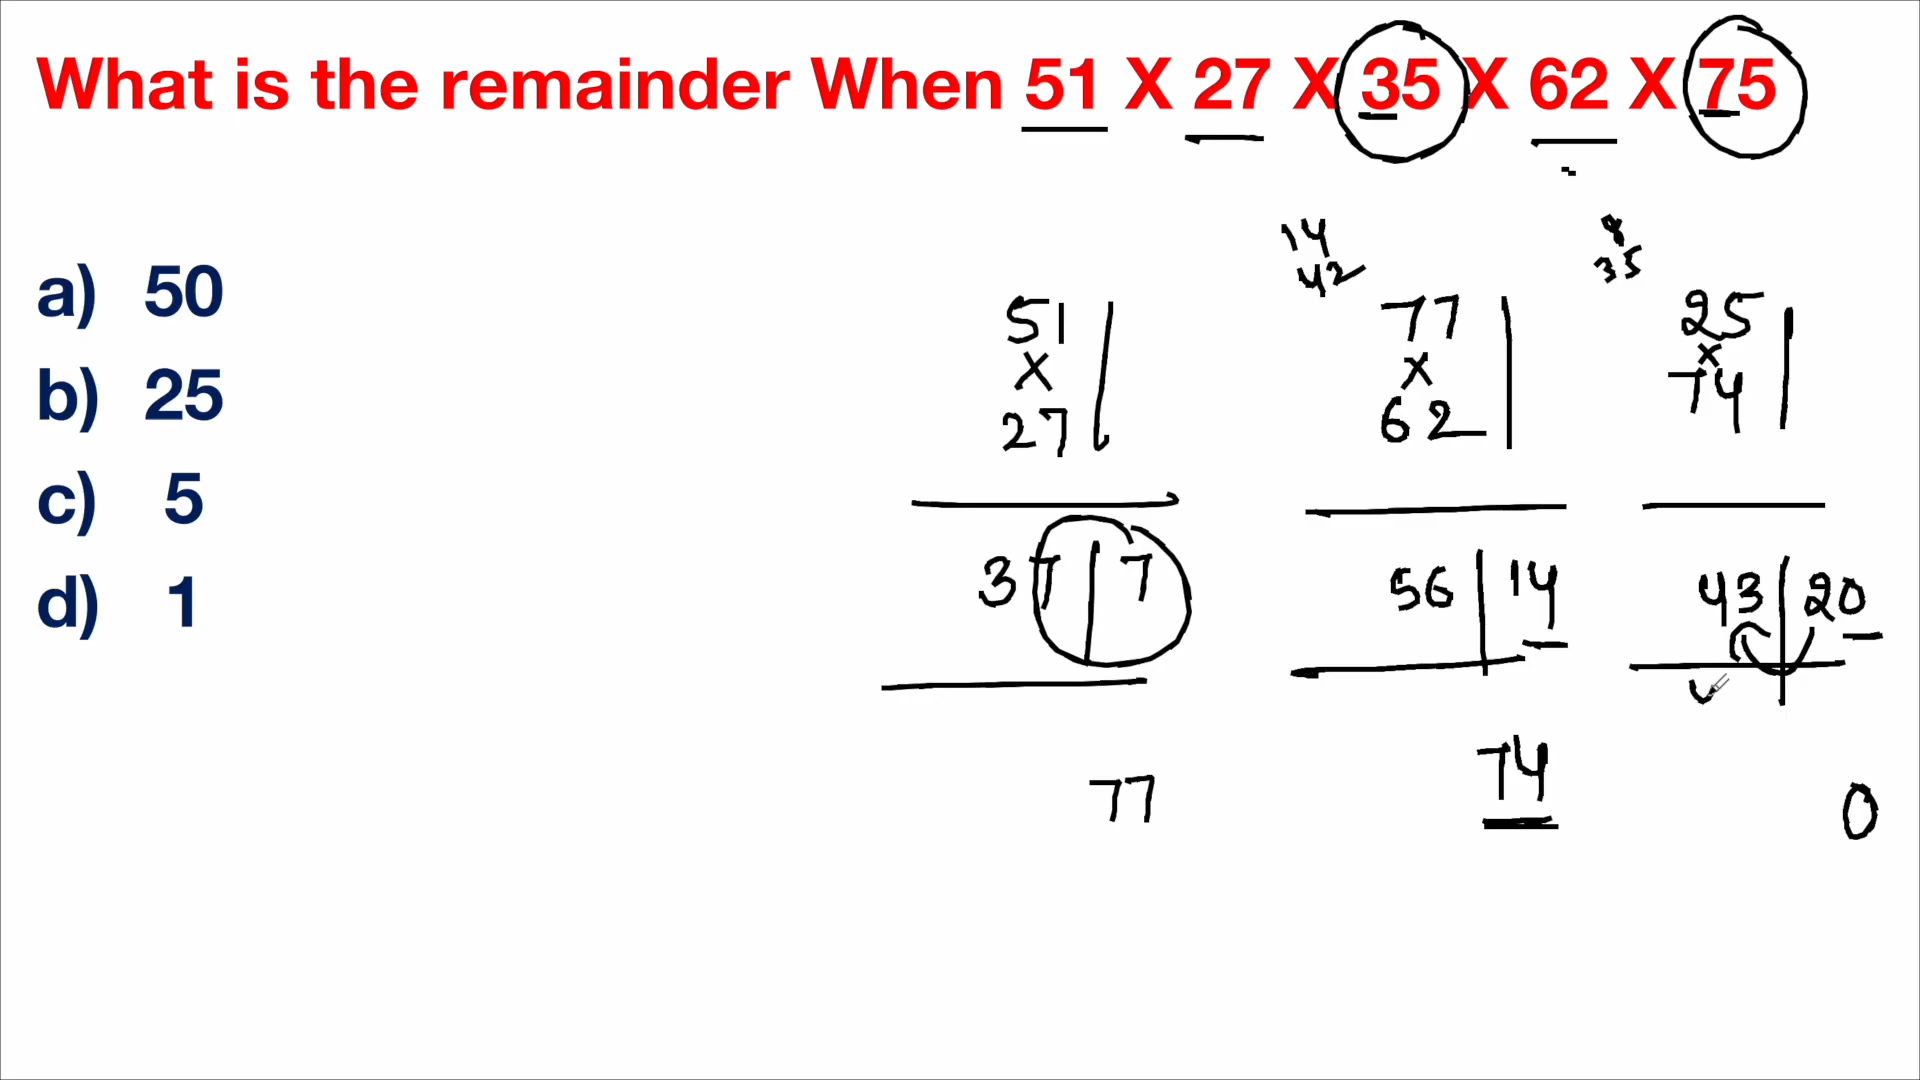 What is the remainder When 51 X 27 X 35 X 62 X 75
a) 50
b) 25
c) 5
d) 1
14
42
35
51
X
27
37 7
77
77
X
62
56 14
74
25
X
74
43 20
0